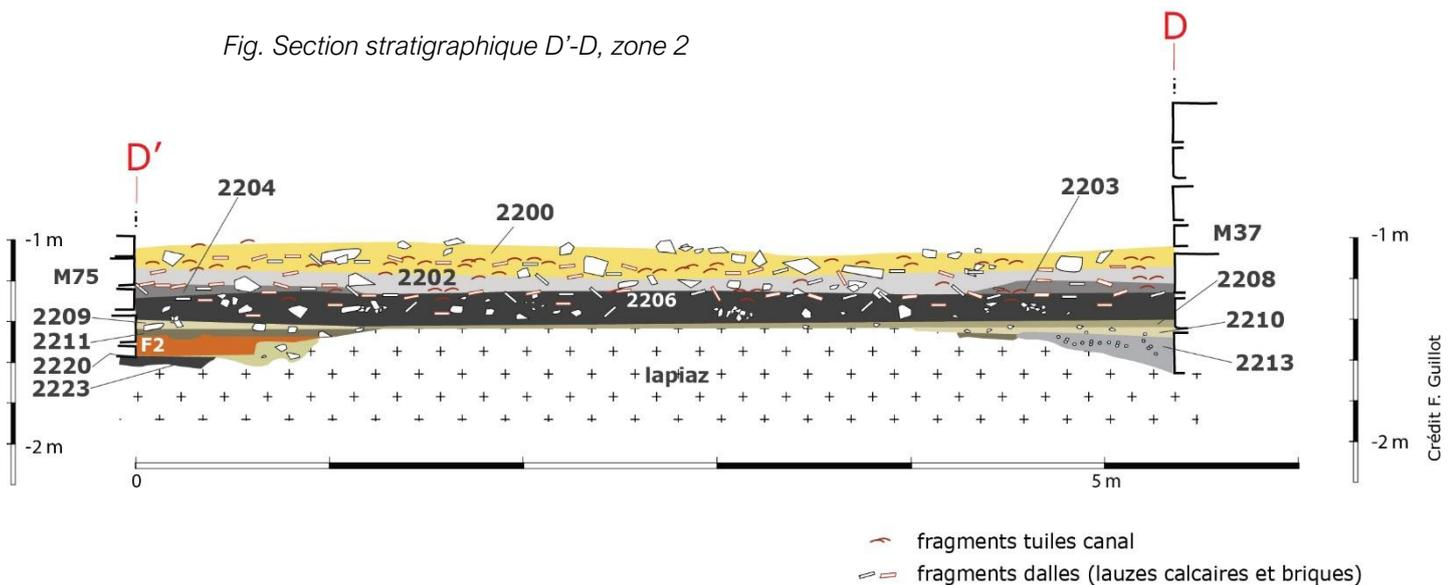 Fig. Section stratigraphique D’-D, zone 2
D
D’
2204
2203
2200
-1 m
-1 m
M37
M75
2202
2208
2206
2209
2210
2211
F2
2220
2213
2223
lapiaz
-2 m
-2 m
0
5 m
Crédit F. Guillot
fragments tuiles canal
fragments dalles (lauzes calcaires et briques)